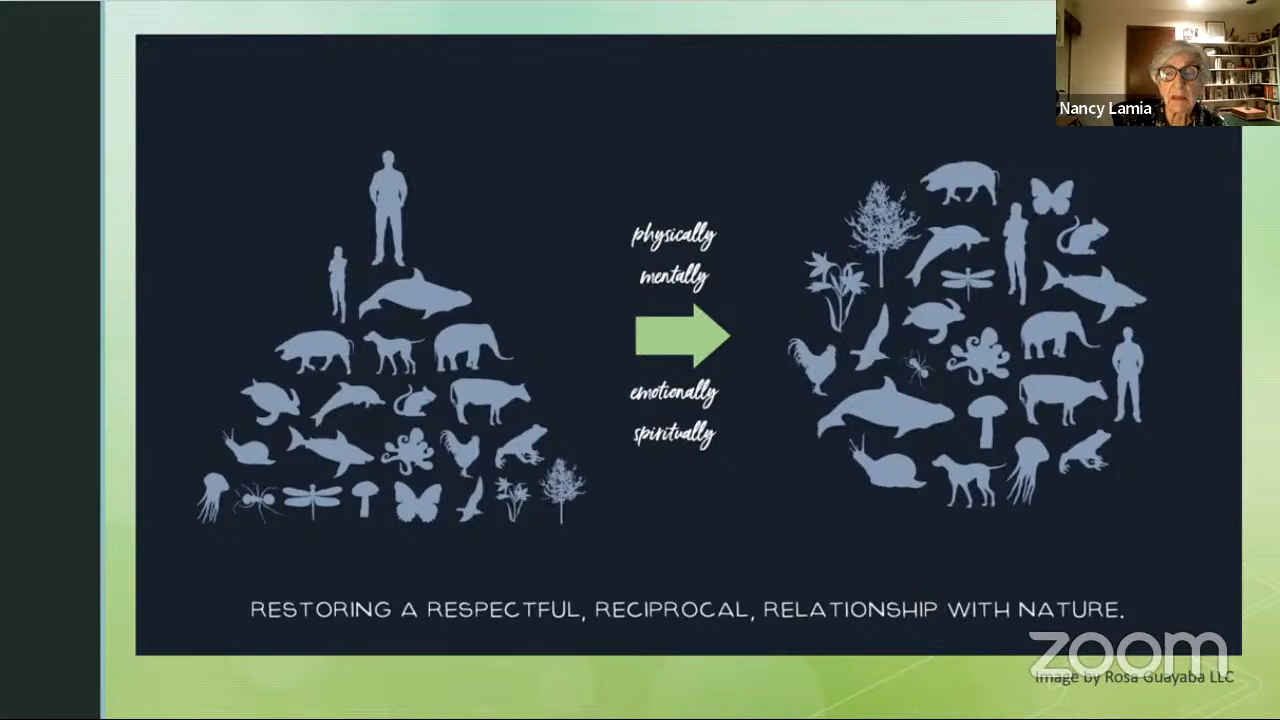 Nancy Lamia
physically
mentally
emotionally
spiritually
RESTORING A RESPECTFUL, RECIPROCAL, RELATIONSHIP WITH NATURE.
zoom
Image by Rosa Guayaba LLC